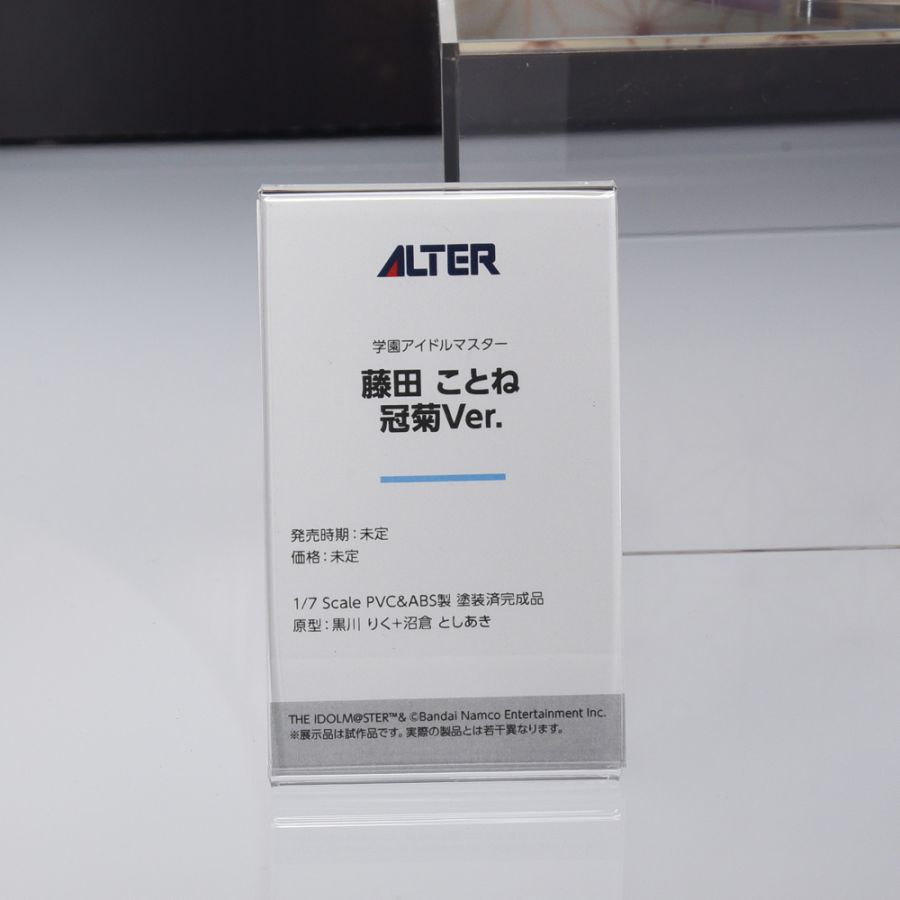 ALTER
学園アイドルマスター
藤田 ことね
冠菊Ver.
発売時期：未定
価格：未定
1/7 Scale PVC&ABS製 塗装済完成品
原型：黒川 りく＋沼倉 としあき
THE IDOLM@STER™& ©Bandai Namco Entertainment Inc.
※展示品は試作品です。実際の製品とは若干異なります。